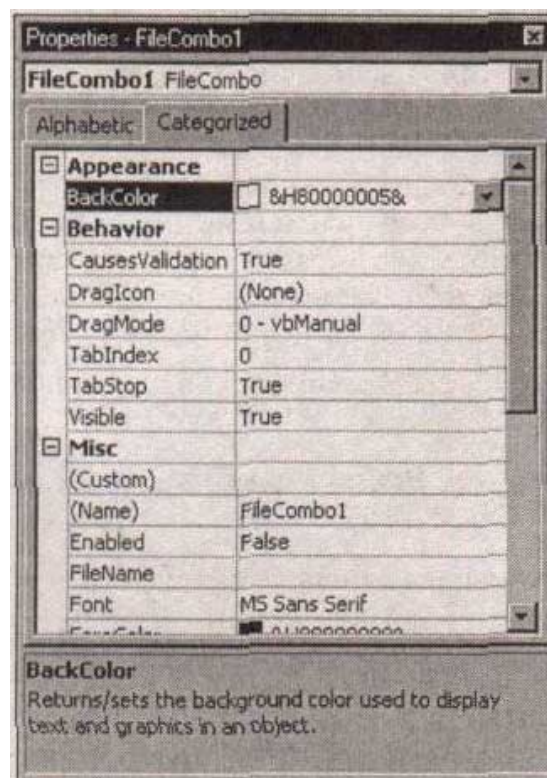 Properties - FileCombo1
FileCombo1 FileCombo
Alphabetic Categorized
Appearance
BackColor &H80000005&
Behavior
CausesValidation True
DragIcon (None)
DragMode 0 - vbManual
TabIndex 0
TabStop True
Visible True
Misc
(Custom)
(Name) FileCombo1
Enabled False
FileName
Font MS Sans Serif
BackColor
Returns/sets the background color used to display
text and graphics in an object.